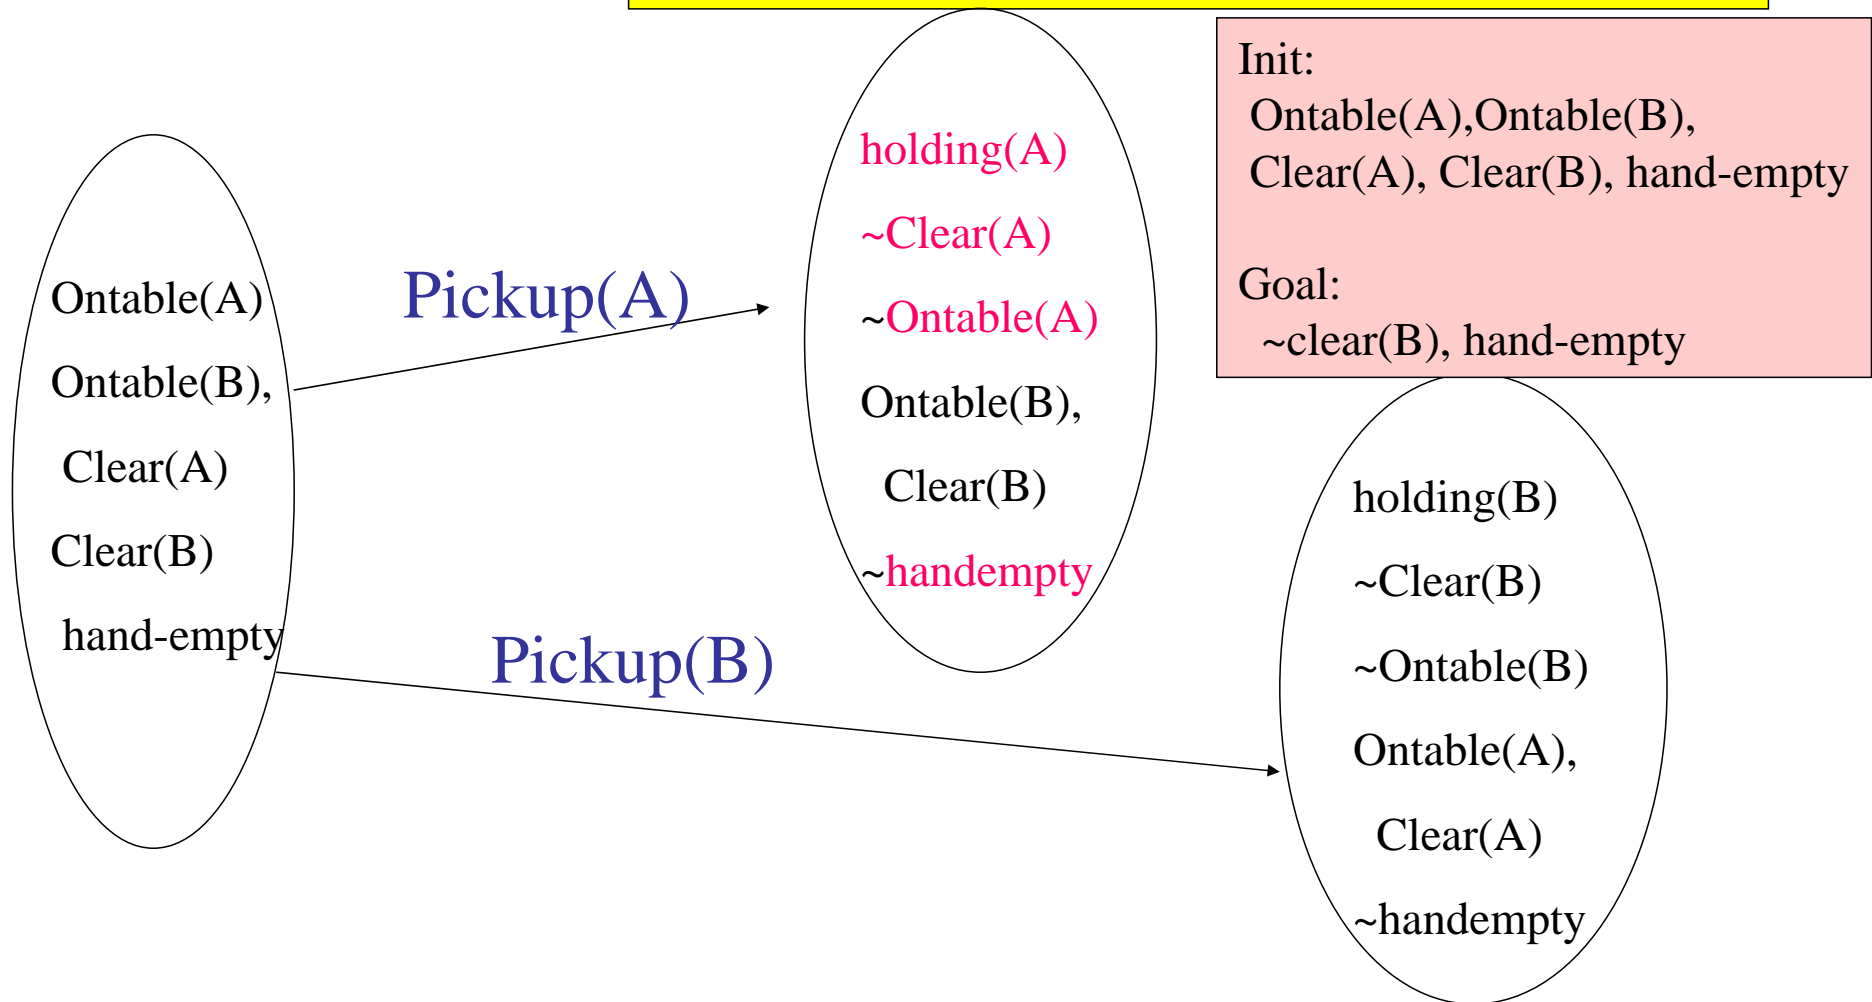 Init:
Ontable(A),Ontable(B),
Clear(A), Clear(B), hand-empty
Goal:
~clear(B), hand-empty
Ontable(A)
Ontable(B),
Clear(A)
Clear(B)
hand-empty
Pickup(A)
holding(A)
~Clear(A)
~Ontable(A)
Ontable(B),
Clear(B)
~handempty
Pickup(B)
holding(B)
~Clear(B)
~Ontable(B)
Ontable(A),
Clear(A)
~handempty